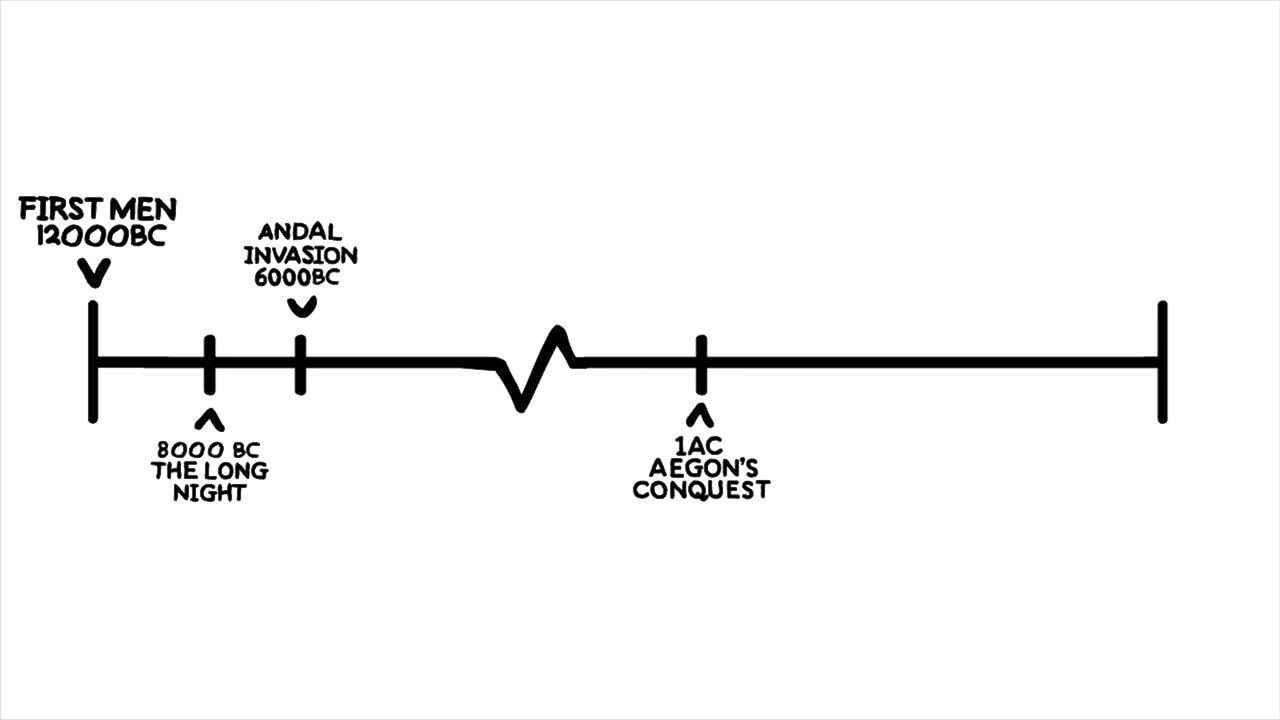 FIRST MEN
12000BC
8000 BC
THE LONG
NIGHT
ANDAL
INVASION
6000BC
1AC
AEGON'S
CONQUEST